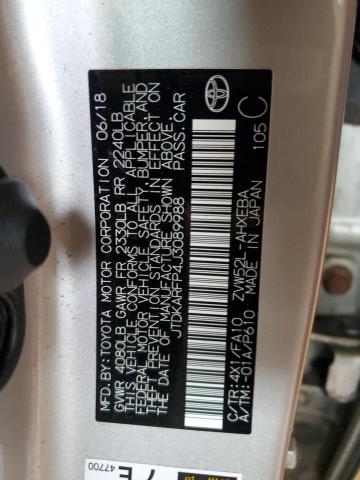 MFD. BY: TOYOTA MOTOR CORPORATION 06/18
GVWR 4080LB GAWR FR 2330LB RR 2240LB
THIS VEHICLE CONFORMS TO ALL APPLICABLE
FEDERAL MOTOR VEHICLE SAFETY, BUMPER, AND
THEFT PREVENTION STANDARDS IN EFFECT ON
THE DATE OF MANUFACTURE SHOWN ABOVE.
JTDKARFP4J3089988 PASS.CAR
C/TR:4X1/FA10 ZVW52L-AHXEBA
A/TM:-01A/P610 MADE IN JAPAN 105 C
47700